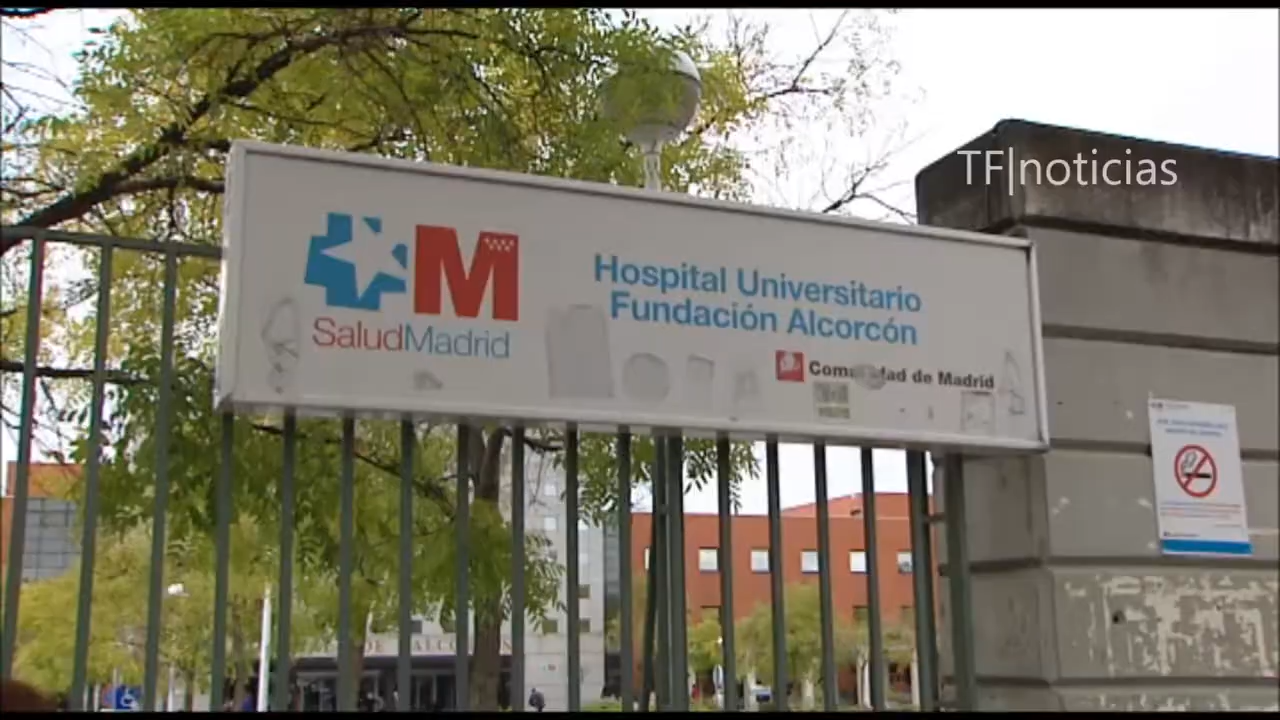 TF|noticias
M
SaludMadrid
Hospital Universitario
Fundación Alcorcón
Comunidad de Madrid